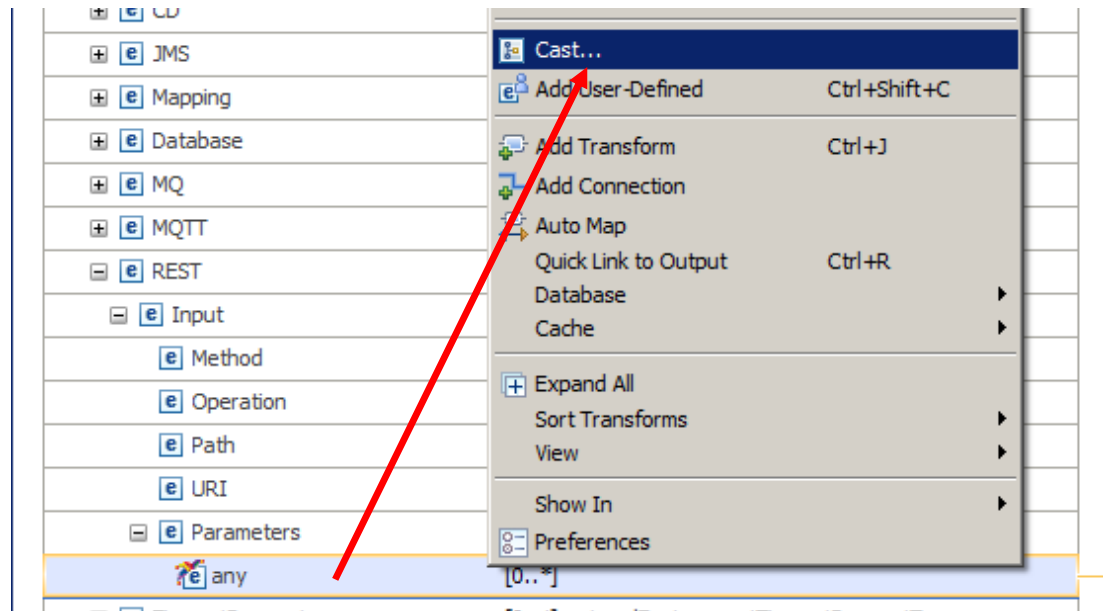 CD
JMS
Mapping
Database
MQ
MQTT
REST
Input
Method
Operation
Path
URI
Parameters
any [0..*]
Cast...
Add User-Defined Ctrl+Shift+C
Add Transform Ctrl+J
Add Connection
Auto Map
Quick Link to Output Ctrl+R
Database
Cache
Expand All
Sort Transforms
View
Show In
Preferences